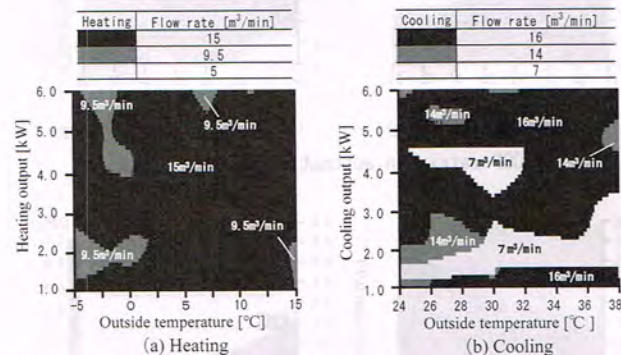 Heating Flow rate [m³/min]
15
9.5
5
Cooling Flow rate [m³/min]
16
14
7
Heating output [kW]
6.0
5.0
4.0
3.0
2.0
1.0
9.5m³/min
9.5m³/min
15m³/min
9.5m³/min
9.5m³/min
-5 0 5 10 15
Outside temperature [°C]
(a) Heating
Cooling output [kW]
6.0
5.0
4.0
3.0
2.0
1.0
14m³/min
16m³/min
14m³/min
7m³/min
14m³/min
7m³/min
16m³/min
24 26 28 30 32 34 36 38
Outside temperature [℃]
(b) Cooling